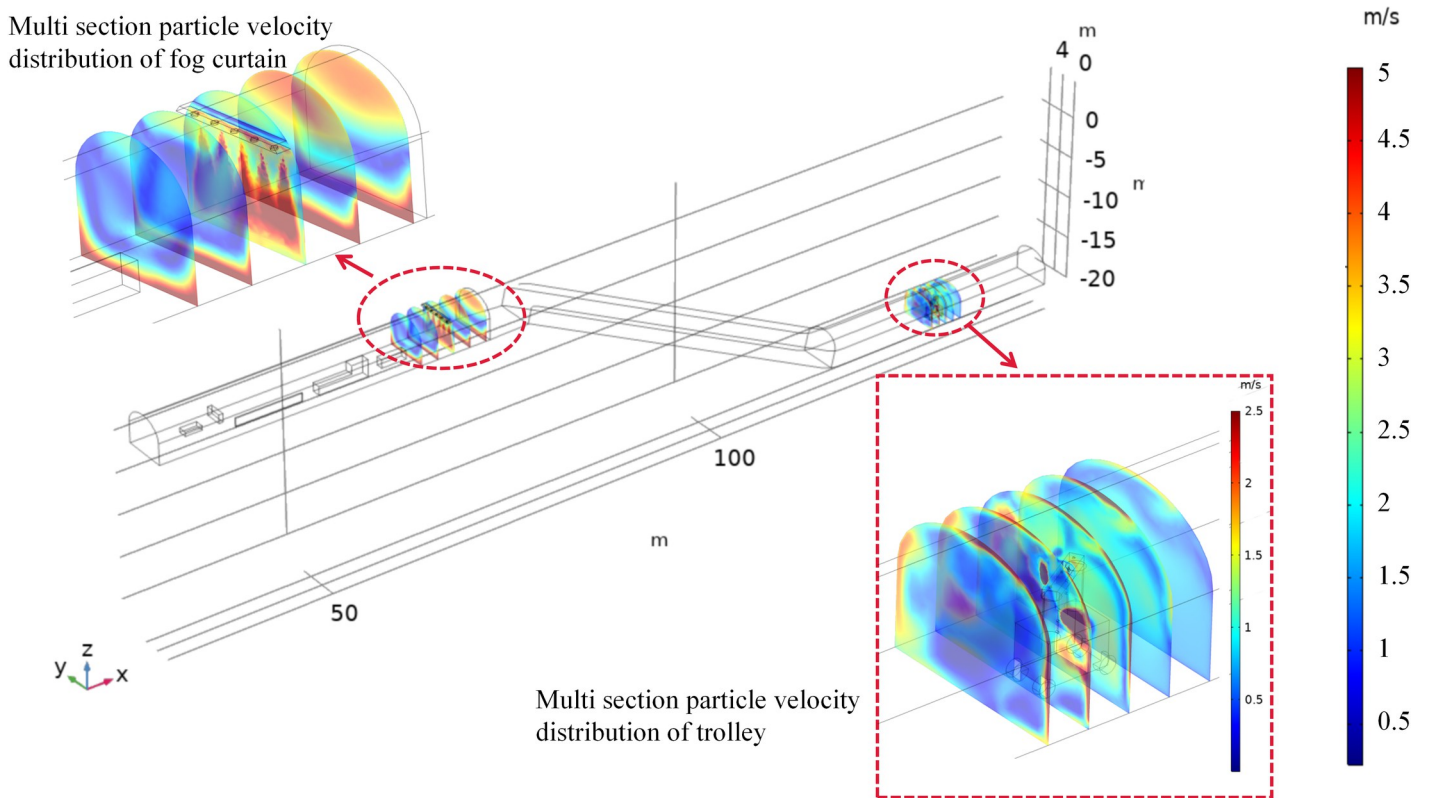 Multi section particle velocity
distribution of fog curtain
m/s
m
4
0
0
-5
m
-10
-15
-20
5
4.5
4
3.5
3
2.5
2
1.5
1
0.5
100
m
50
m/s
2.5
2
1.5
1
0.5
z
y
x
Multi section particle velocity
distribution of trolley